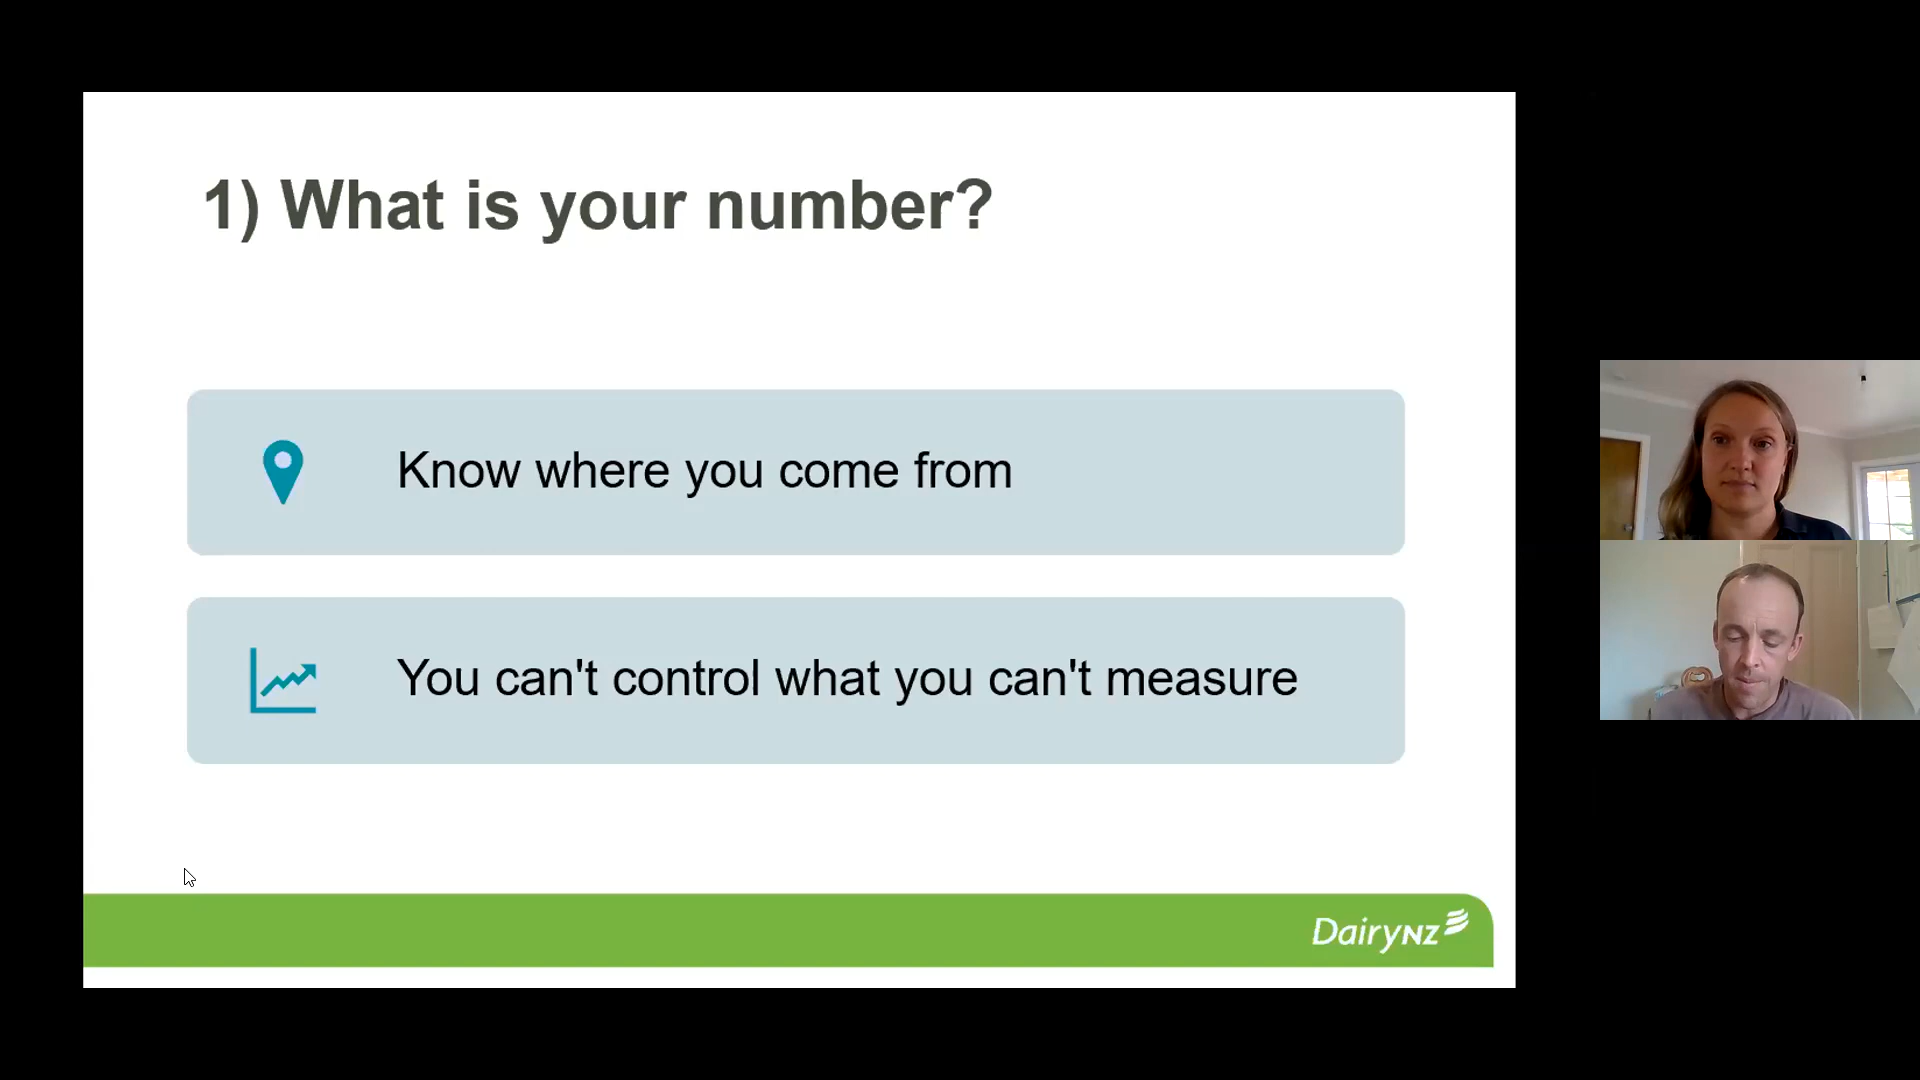 1) What is your number?
Know where you come from
You can't control what you can't measure
DairyNZ